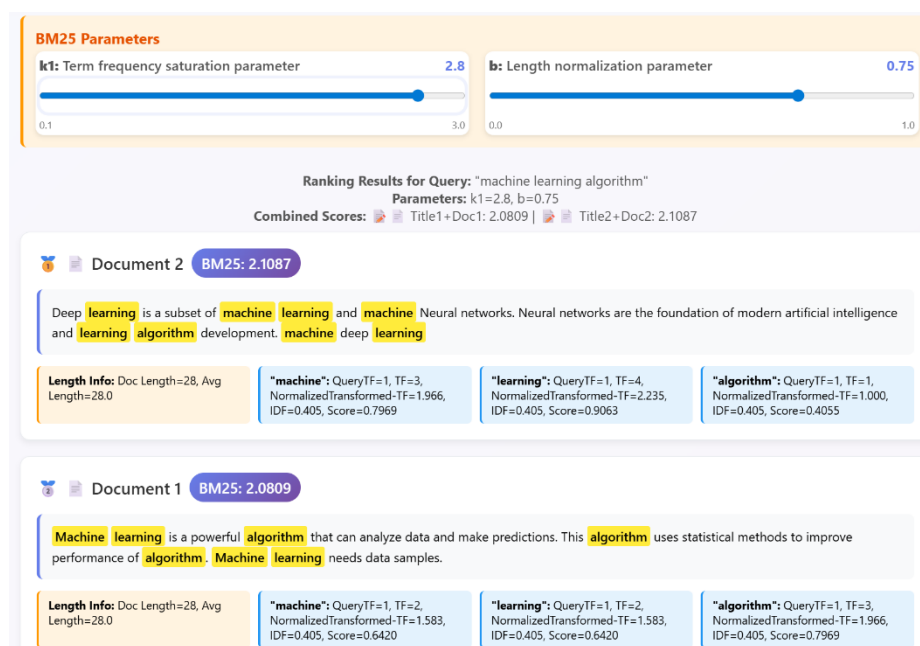 BM25 Parameters
k1: Term frequency saturation parameter 2.8
0.1 3.0
b: Length normalization parameter 0.75
0.0 1.0
Ranking Results for Query: "machine learning algorithm"
Parameters: k1=2.8, b=0.75
Combined Scores: Title1+Doc1: 2.0809 | Title2+Doc2: 2.1087
Document 2 BM25: 2.1087
Deep learning is a subset of machine learning and machine Neural networks. Neural networks are the foundation of modern artificial intelligence
and learning algorithm development. machine deep learning
Length Info: Doc Length=28, Avg
Length=28.0
"machine": QueryTF=1, TF=3,
NormalizedTransformed-TF=1.966,
IDF=0.405, Score=0.7969
"learning": QueryTF=1, TF=4,
NormalizedTransformed-TF=2.235,
IDF=0.405, Score=0.9063
"algorithm": QueryTF=1, TF=1,
NormalizedTransformed-TF=1.000,
IDF=0.405, Score=0.4055
Document 1 BM25: 2.0809
Machine learning is a powerful algorithm that can analyze data and make predictions. This algorithm uses statistical methods to improve
performance of algorithm. Machine learning needs data samples.
Length Info: Doc Length=28, Avg
Length=28.0
"machine": QueryTF=1, TF=2,
NormalizedTransformed-TF=1.583,
IDF=0.405, Score=0.6420
"learning": QueryTF=1, TF=2,
NormalizedTransformed-TF=1.583,
IDF=0.405, Score=0.6420
"algorithm": QueryTF=1, TF=3,
NormalizedTransformed-TF=1.966,
IDF=0.405, Score=0.7969